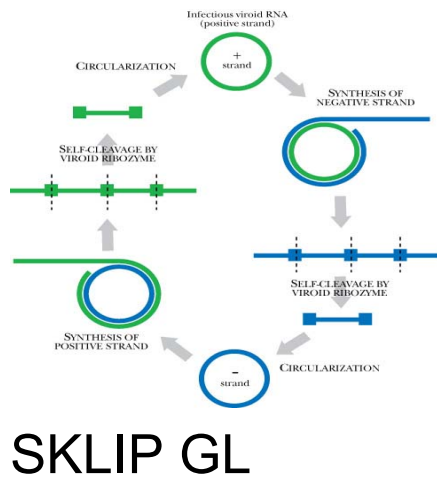 Infectious viroid RNA
(positive strand)
+
strand
CIRCULARIZATION
SYNTHESIS OF
NEGATIVE STRAND
SELF-CLEAVAGE BY
VIROID RIBOZYME
SELF-CLEAVAGE BY
VIROID RIBOZYME
SYNTHESIS OF
POSITIVE STRAND
–
strand
CIRCULARIZATION
SKLIP GL